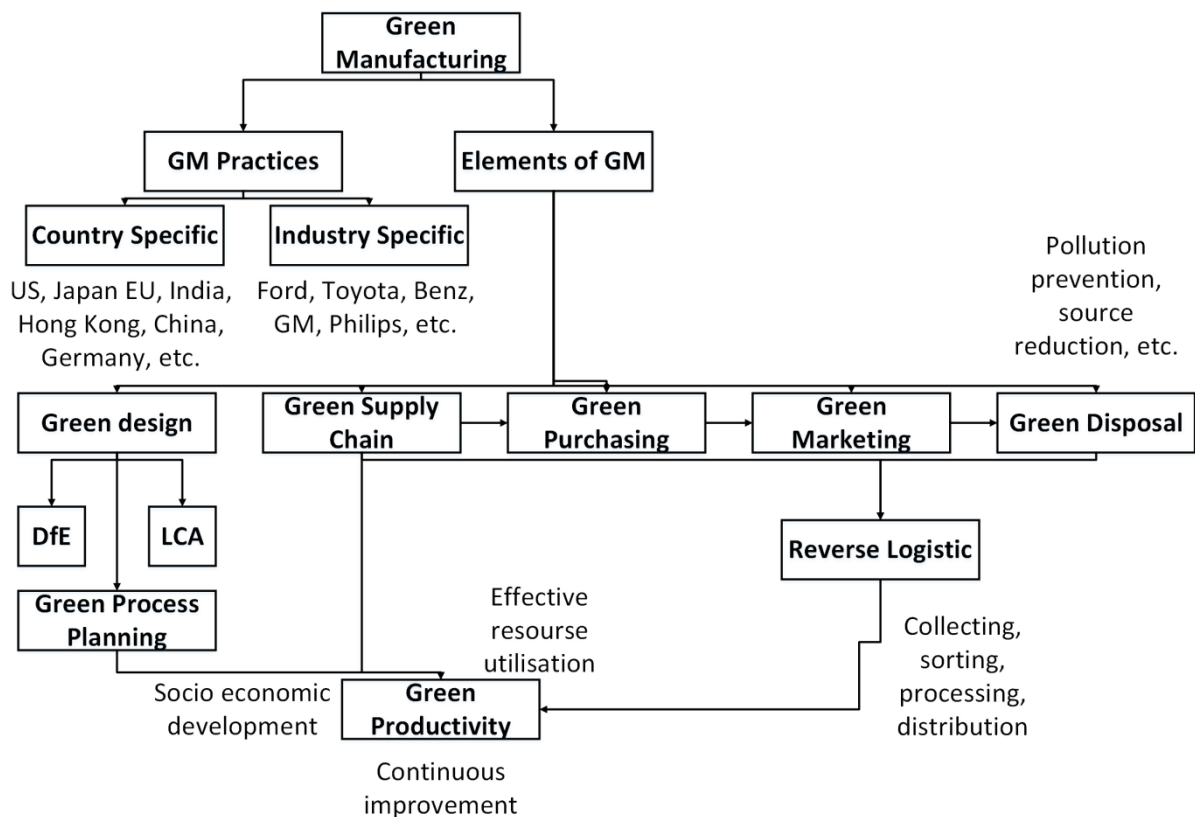 Green
Manufacturing
GM Practices
Elements of GM
Country Specific
Industry Specific
US, Japan EU, India,
Hong Kong, China,
Germany, etc.
Ford, Toyota, Benz,
GM, Philips, etc.
Pollution
prevention,
source
reduction, etc.
Green design
Green Supply
Chain
Green
Purchasing
Green
Marketing
Green Disposal
DfE
LCA
Reverse Logistic
Green Process
Planning
Effective
resourse
utilisation
Collecting,
sorting,
processing,
distribution
Socio economic
development
Green
Productivity
Continuous
improvement